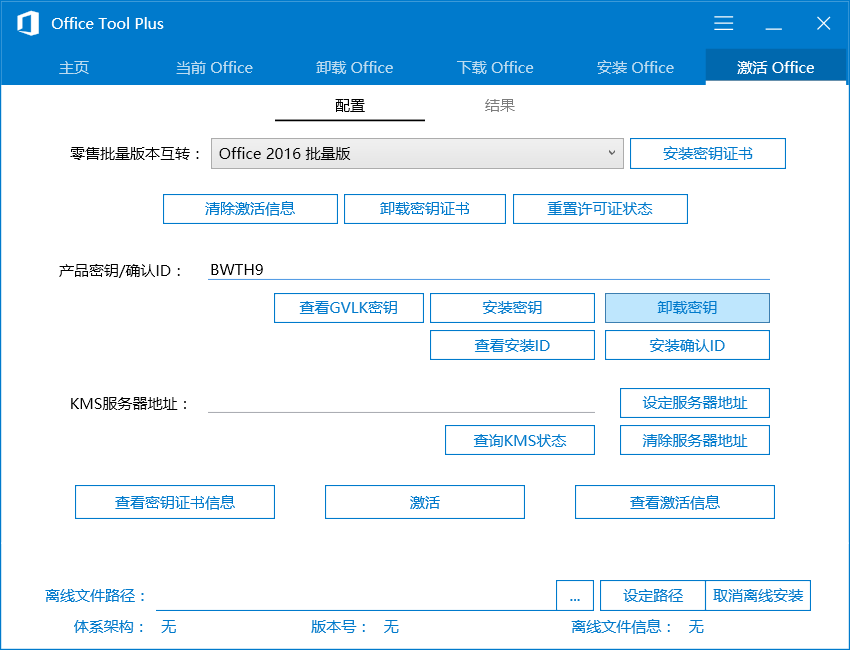 Office Tool Plus
主页 当前 Office 卸载 Office 下载 Office 安装 Office 激活 Office
配置 结果
零售批量版本互转： Office 2016 批量版 安装密钥证书
清除激活信息 卸载密钥证书 重置许可证状态
产品密钥/确认ID： BWTH9
查看GVLK密钥 安装密钥 卸载密钥
查看安装ID 安装确认ID
KMS服务器地址： 设定服务器地址
查询KMS状态 清除服务器地址
查看密钥证书信息 激活 查看激活信息
离线文件路径： ... 设定路径 取消离线安装
体系架构： 无 版本号： 无 离线文件信息： 无